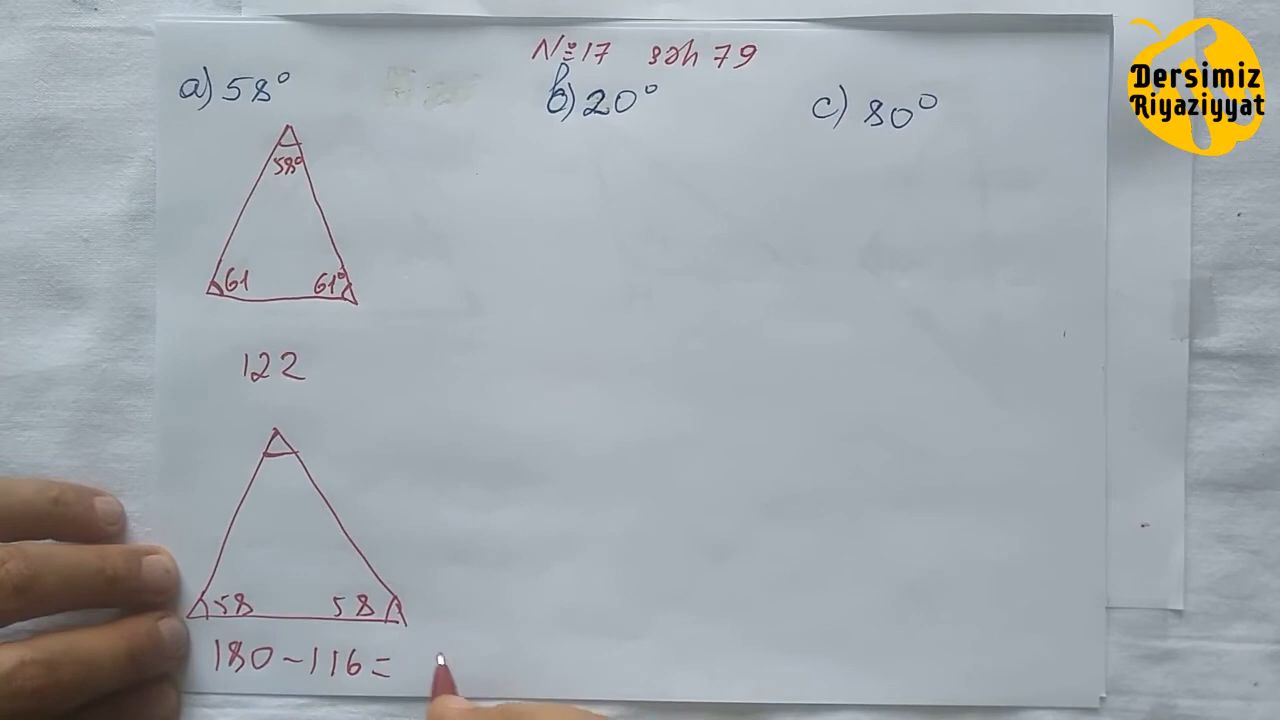 №17 səh 79
a) 58°
b) 20°
c) 80°
58°
61 61°
122
58 58
180-116=
Dersimiz
Riyaziyyat